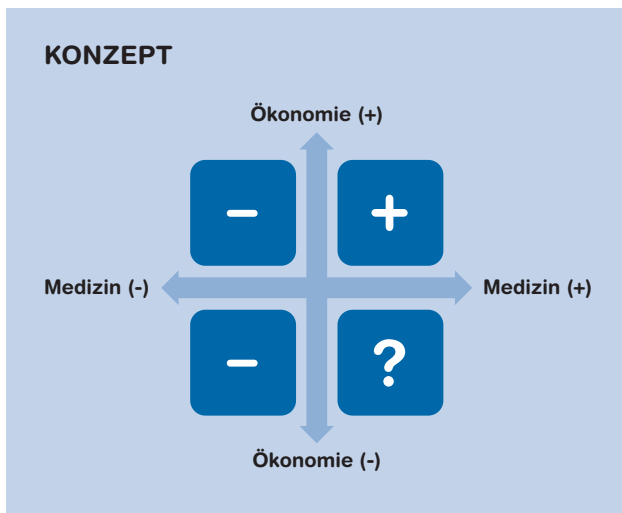 KONZEPT
Ökonomie (+)
– +
Medizin (-) Medizin (+)
– ?
Ökonomie (-)